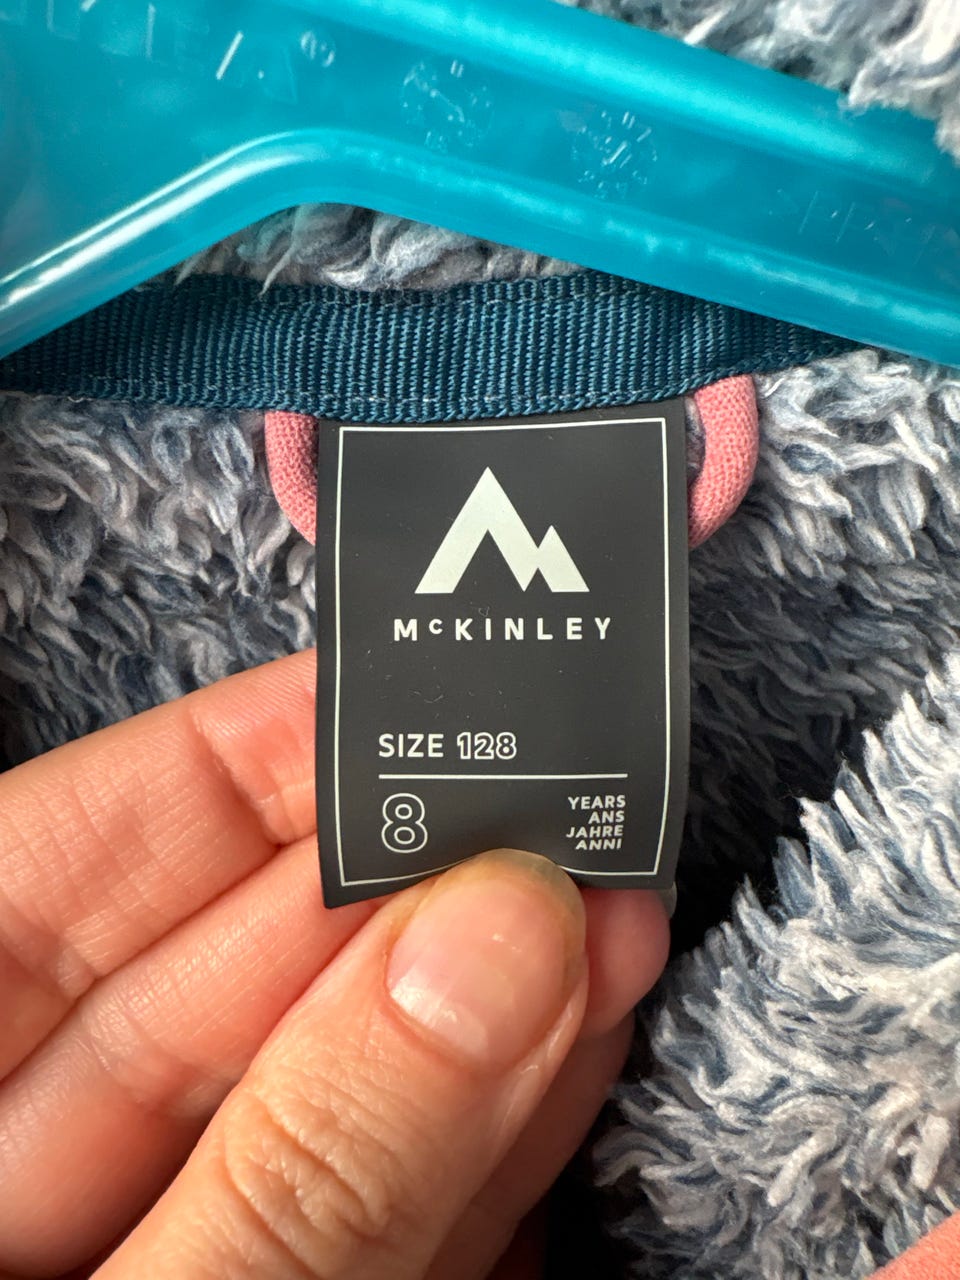 McKINLEY
SIZE 128
8
YEARS
ANS
JAHRE
ANNI